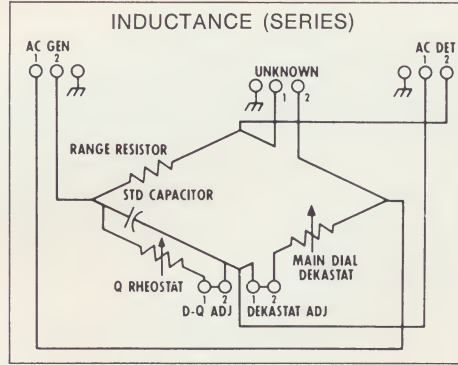 INDUCTANCE (SERIES)
AC GEN
1 2
AC DET
1 2
UNKNOWN
1 2
RANGE RESISTOR
STD CAPACITOR
MAIN DIAL
DEKASTAT
Q RHEOSTAT
1 2
D-Q ADJ
1 2
DEKASTAT ADJ